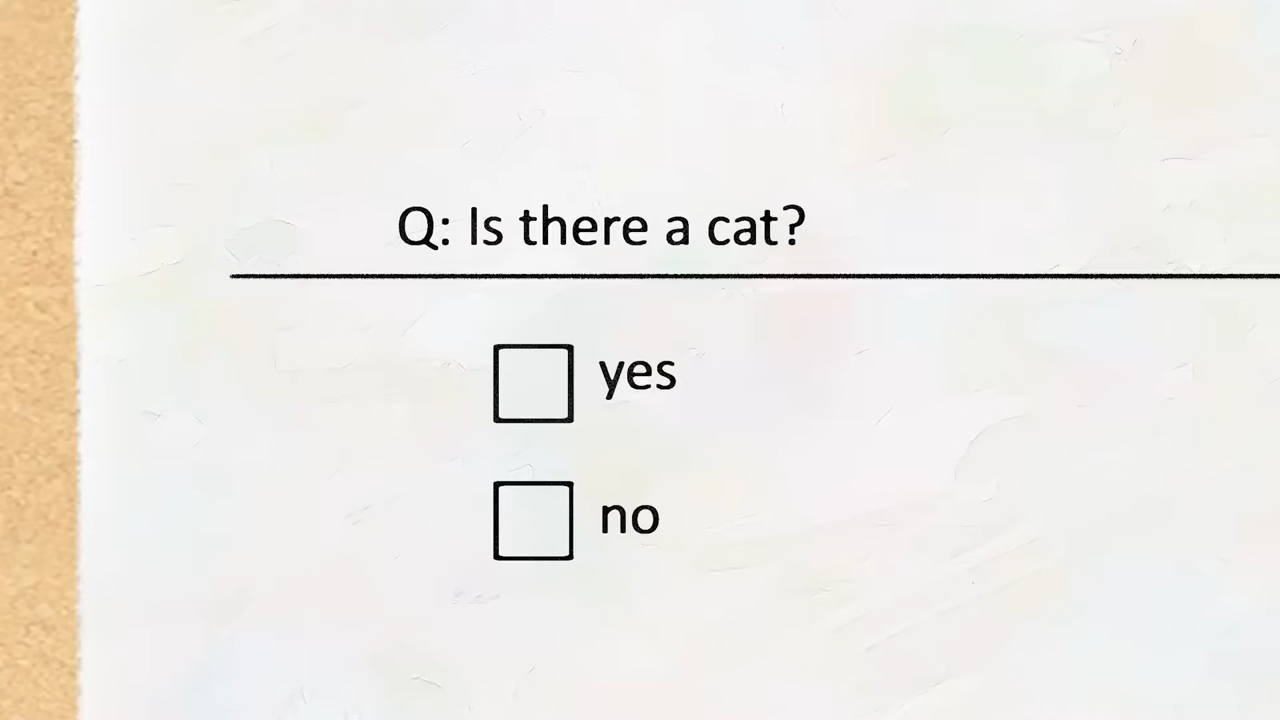 Q: Is there a cat?
yes
no